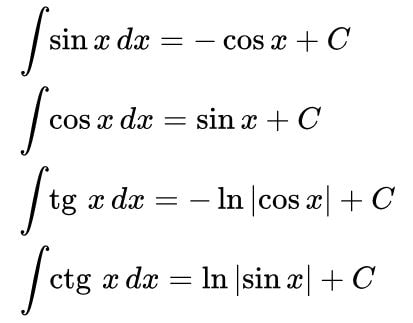 ∫ sin x dx = − cos x + C
∫ cos x dx = sin x + C
∫ tg x dx = − ln |cos x| + C
∫ ctg x dx = ln |sin x| + C